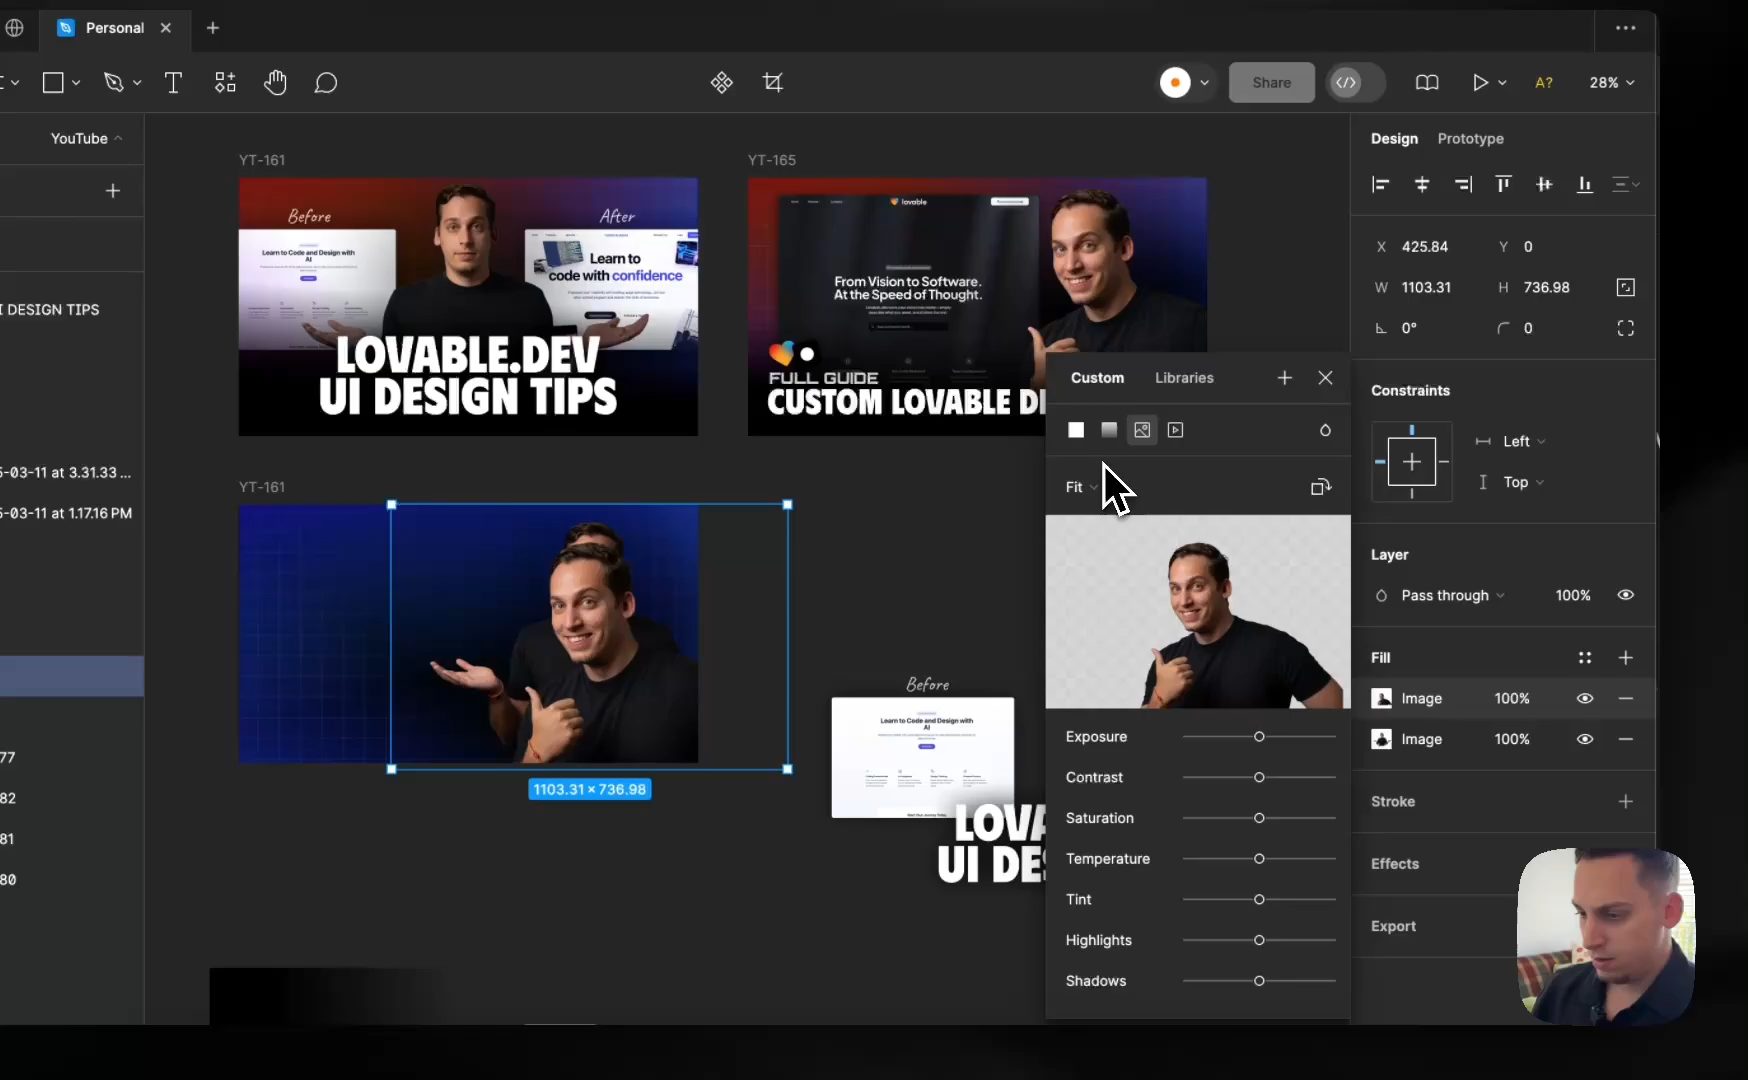 Personal
Share
A?
28%
YouTube
YT-161
YT-165
Design
Prototype
Before
After
Learn to Code and Design with
AI
Learn to
code with confidence
LOVABLE.DEV
UI DESIGN TIPS
lovable
From Vision to Software.
At the Speed of Thought.
FULL GUIDE
CUSTOM LOVABLE DE
X 425.84
Y 0
W 1103.31
H 736.98
0°
0
I DESIGN TIPS
Custom
Libraries
Constraints
Left
Top
5-03-11 at 3.31.33 ...
5-03-11 at 1.17.16 PM
YT-161
Fit
Layer
Pass through
100%
Fill
Image
100%
Image
100%
1103.31 × 736.98
Before
Learn to Code and Design with
AI
LOVA
UI DES
Exposure
Contrast
Saturation
Temperature
Tint
Highlights
Shadows
Stroke
Effects
Export
77
82
81
80